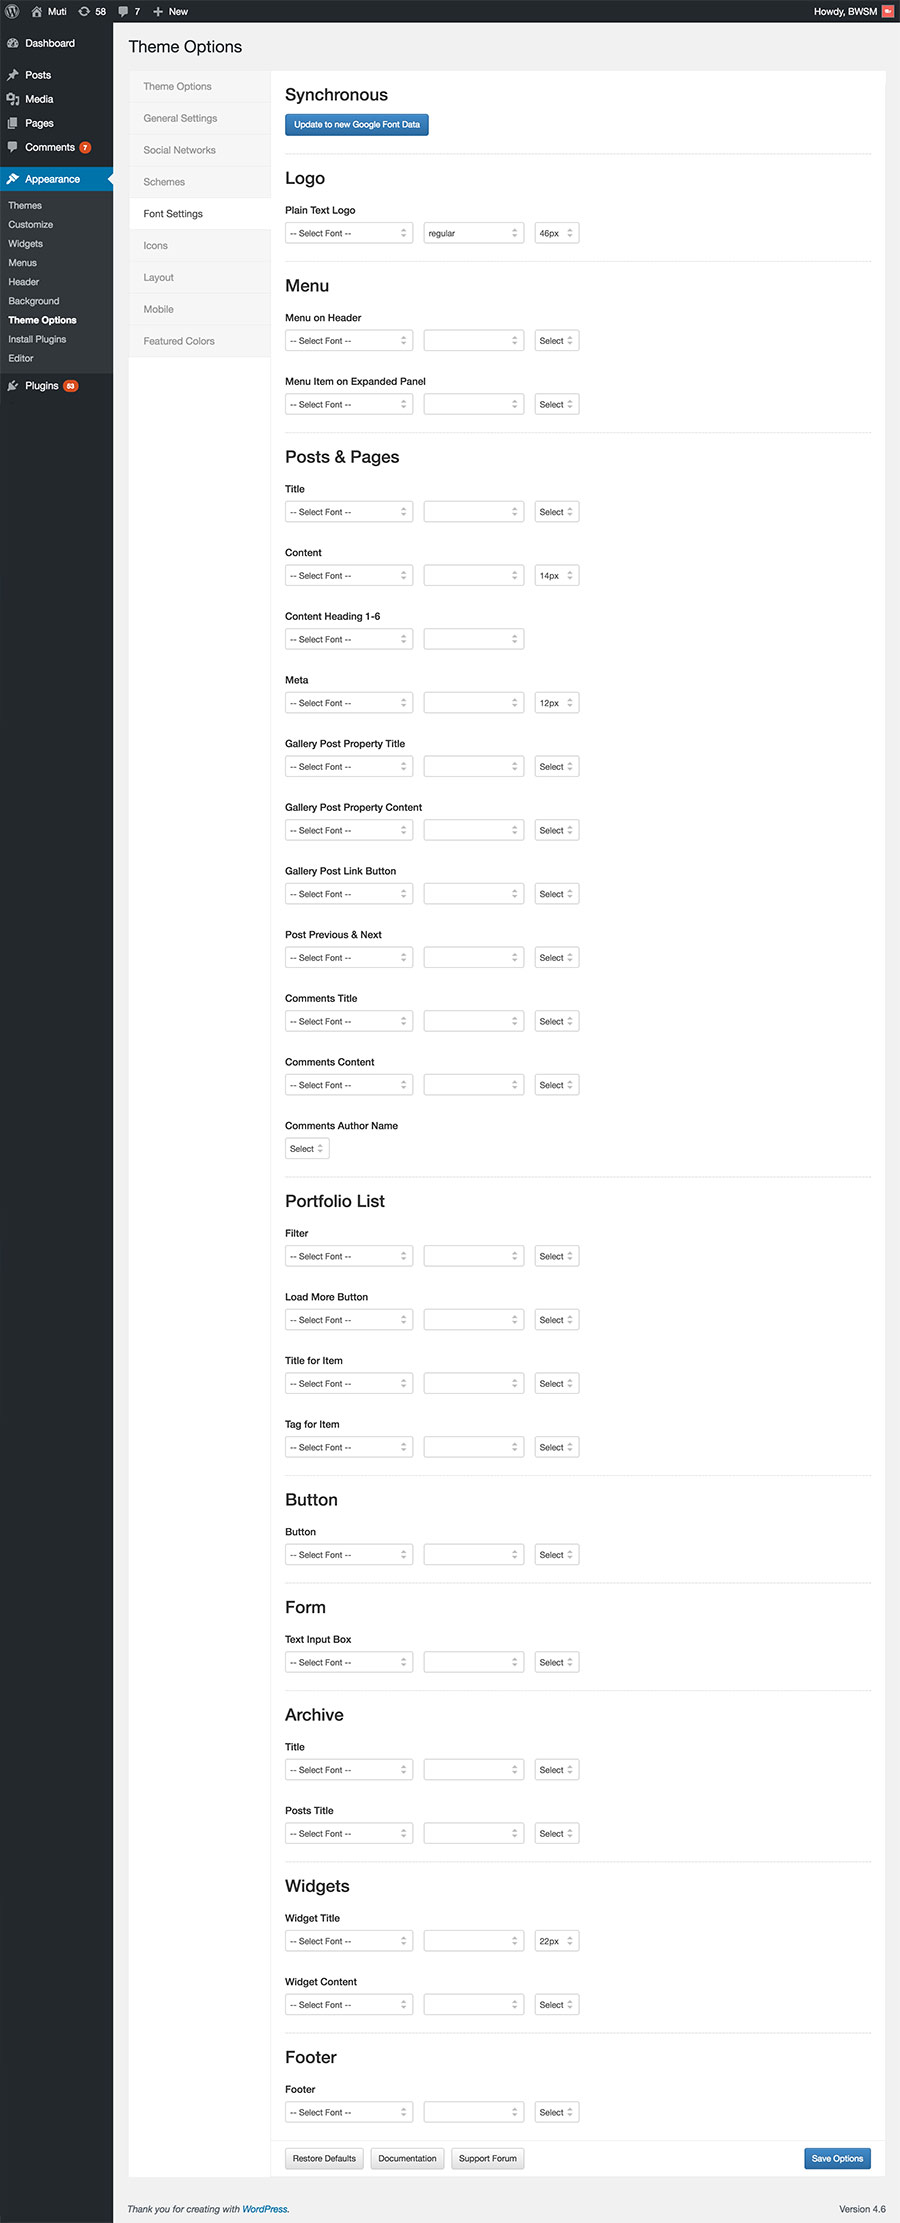 Muti 58 7 New Howdy, BWSM
Dashboard
Posts
Media
Pages
Comments 7
Appearance
Themes
Customize
Widgets
Menus
Header
Background
Theme Options
Install Plugins
Editor
Plugins 53
Theme Options
Theme Options
General Settings
Social Networks
Schemes
Font Settings
Icons
Layout
Mobile
Featured Colors
Synchronous
Update to new Google Font Data
Logo
Plain Text Logo
-- Select Font -- regular 46px
Menu
Menu on Header
-- Select Font -- Select
Menu Item on Expanded Panel
-- Select Font -- Select
Posts & Pages
Title
-- Select Font -- Select
Content
-- Select Font -- 14px
Content Heading 1-6
-- Select Font --
Meta
-- Select Font -- 12px
Gallery Post Property Title
-- Select Font -- Select
Gallery Post Property Content
-- Select Font -- Select
Gallery Post Link Button
-- Select Font -- Select
Post Previous & Next
-- Select Font -- Select
Comments Title
-- Select Font -- Select
Comments Content
-- Select Font -- Select
Comments Author Name
Select
Portfolio List
Filter
-- Select Font -- Select
Load More Button
-- Select Font -- Select
Title for Item
-- Select Font -- Select
Tag for Item
-- Select Font -- Select
Button
Button
-- Select Font -- Select
Form
Text Input Box
-- Select Font -- Select
Archive
Title
-- Select Font -- Select
Posts Title
-- Select Font -- Select
Widgets
Widget Title
-- Select Font -- 22px
Widget Content
-- Select Font -- Select
Footer
Footer
-- Select Font -- Select
Restore Defaults Documentation Support Forum Save Options
Thank you for creating with WordPress. Version 4.6